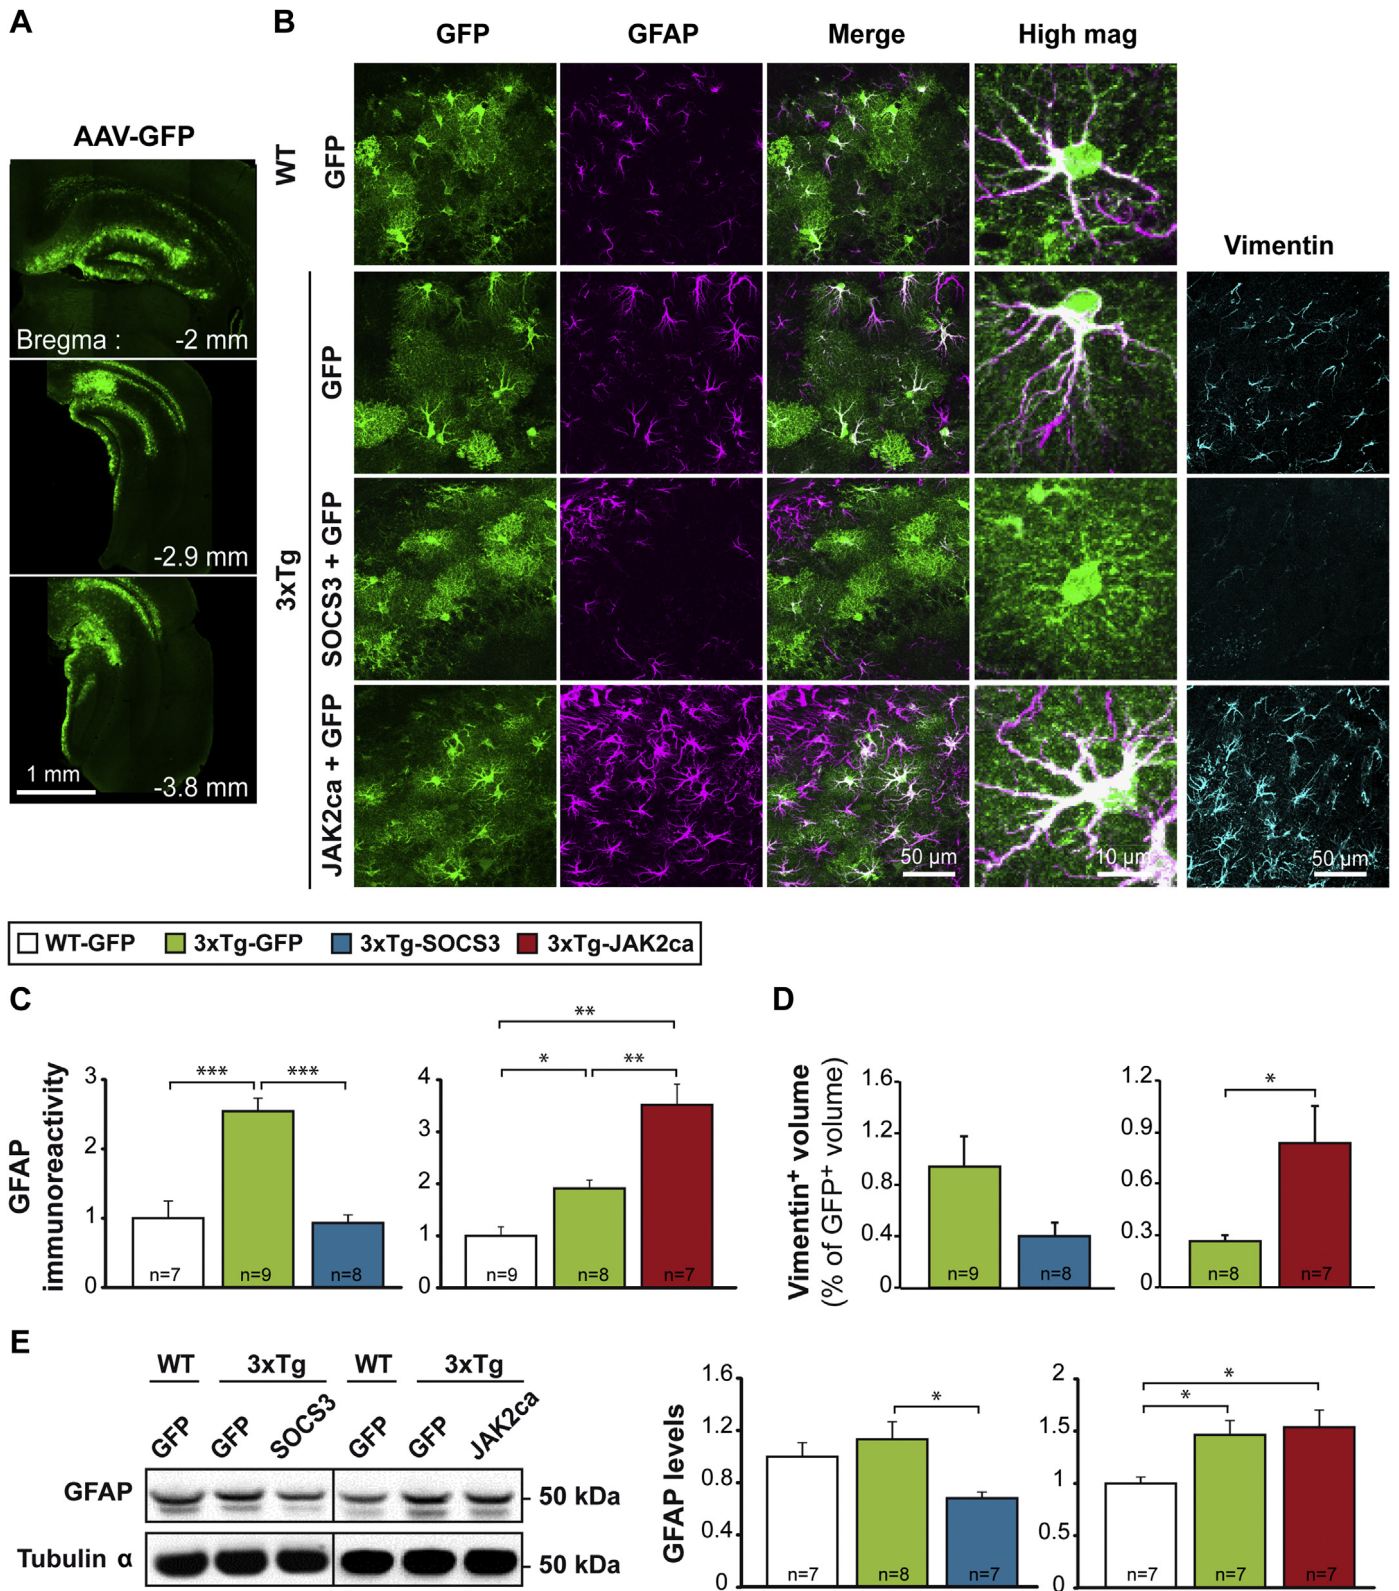 A
B
GFP GFAP Merge High mag
AAV-GFP
WT
GFP
Vimentin
Bregma : -2 mm
3xTg
GFP
-2.9 mm
SOCS3 + GFP
1 mm
-3.8 mm
JAK2ca + GFP
50 µm
10 µm
50 µm
WT-GFP 3xTg-GFP 3xTg-SOCS3 3xTg-JAK2ca
C
GFAP
immunoreactivity
3
2
1
0
*** ***
n=7 n=9 n=8
4
3
2
1
0
**
* **
n=9 n=8 n=7
D
Vimentin⁺ volume
(% of GFP⁺ volume)
1.6
1.2
0.8
0.4
0
n=9 n=8
1.2
0.9
0.6
0.3
0
*
n=8 n=7
E
WT 3xTg WT 3xTg
GFP GFP SOCS3 GFP GFP JAK2ca
GFAP
50 kDa
Tubulin α
50 kDa
GFAP levels
1.6
1.2
0.8
0.4
0
*
n=7 n=8 n=7
2
1.5
1
0.5
0
*
*
n=7 n=7 n=7